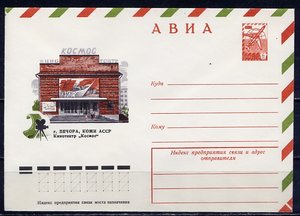 АВИА
КОСМОС
г. ПЕЧОРА, КОМИ АССР
Кинотеатр „Космос"
Куда
Кому
Индекс предприятия связи и адрес
отправителя
Индекс предприятия связи места назначения